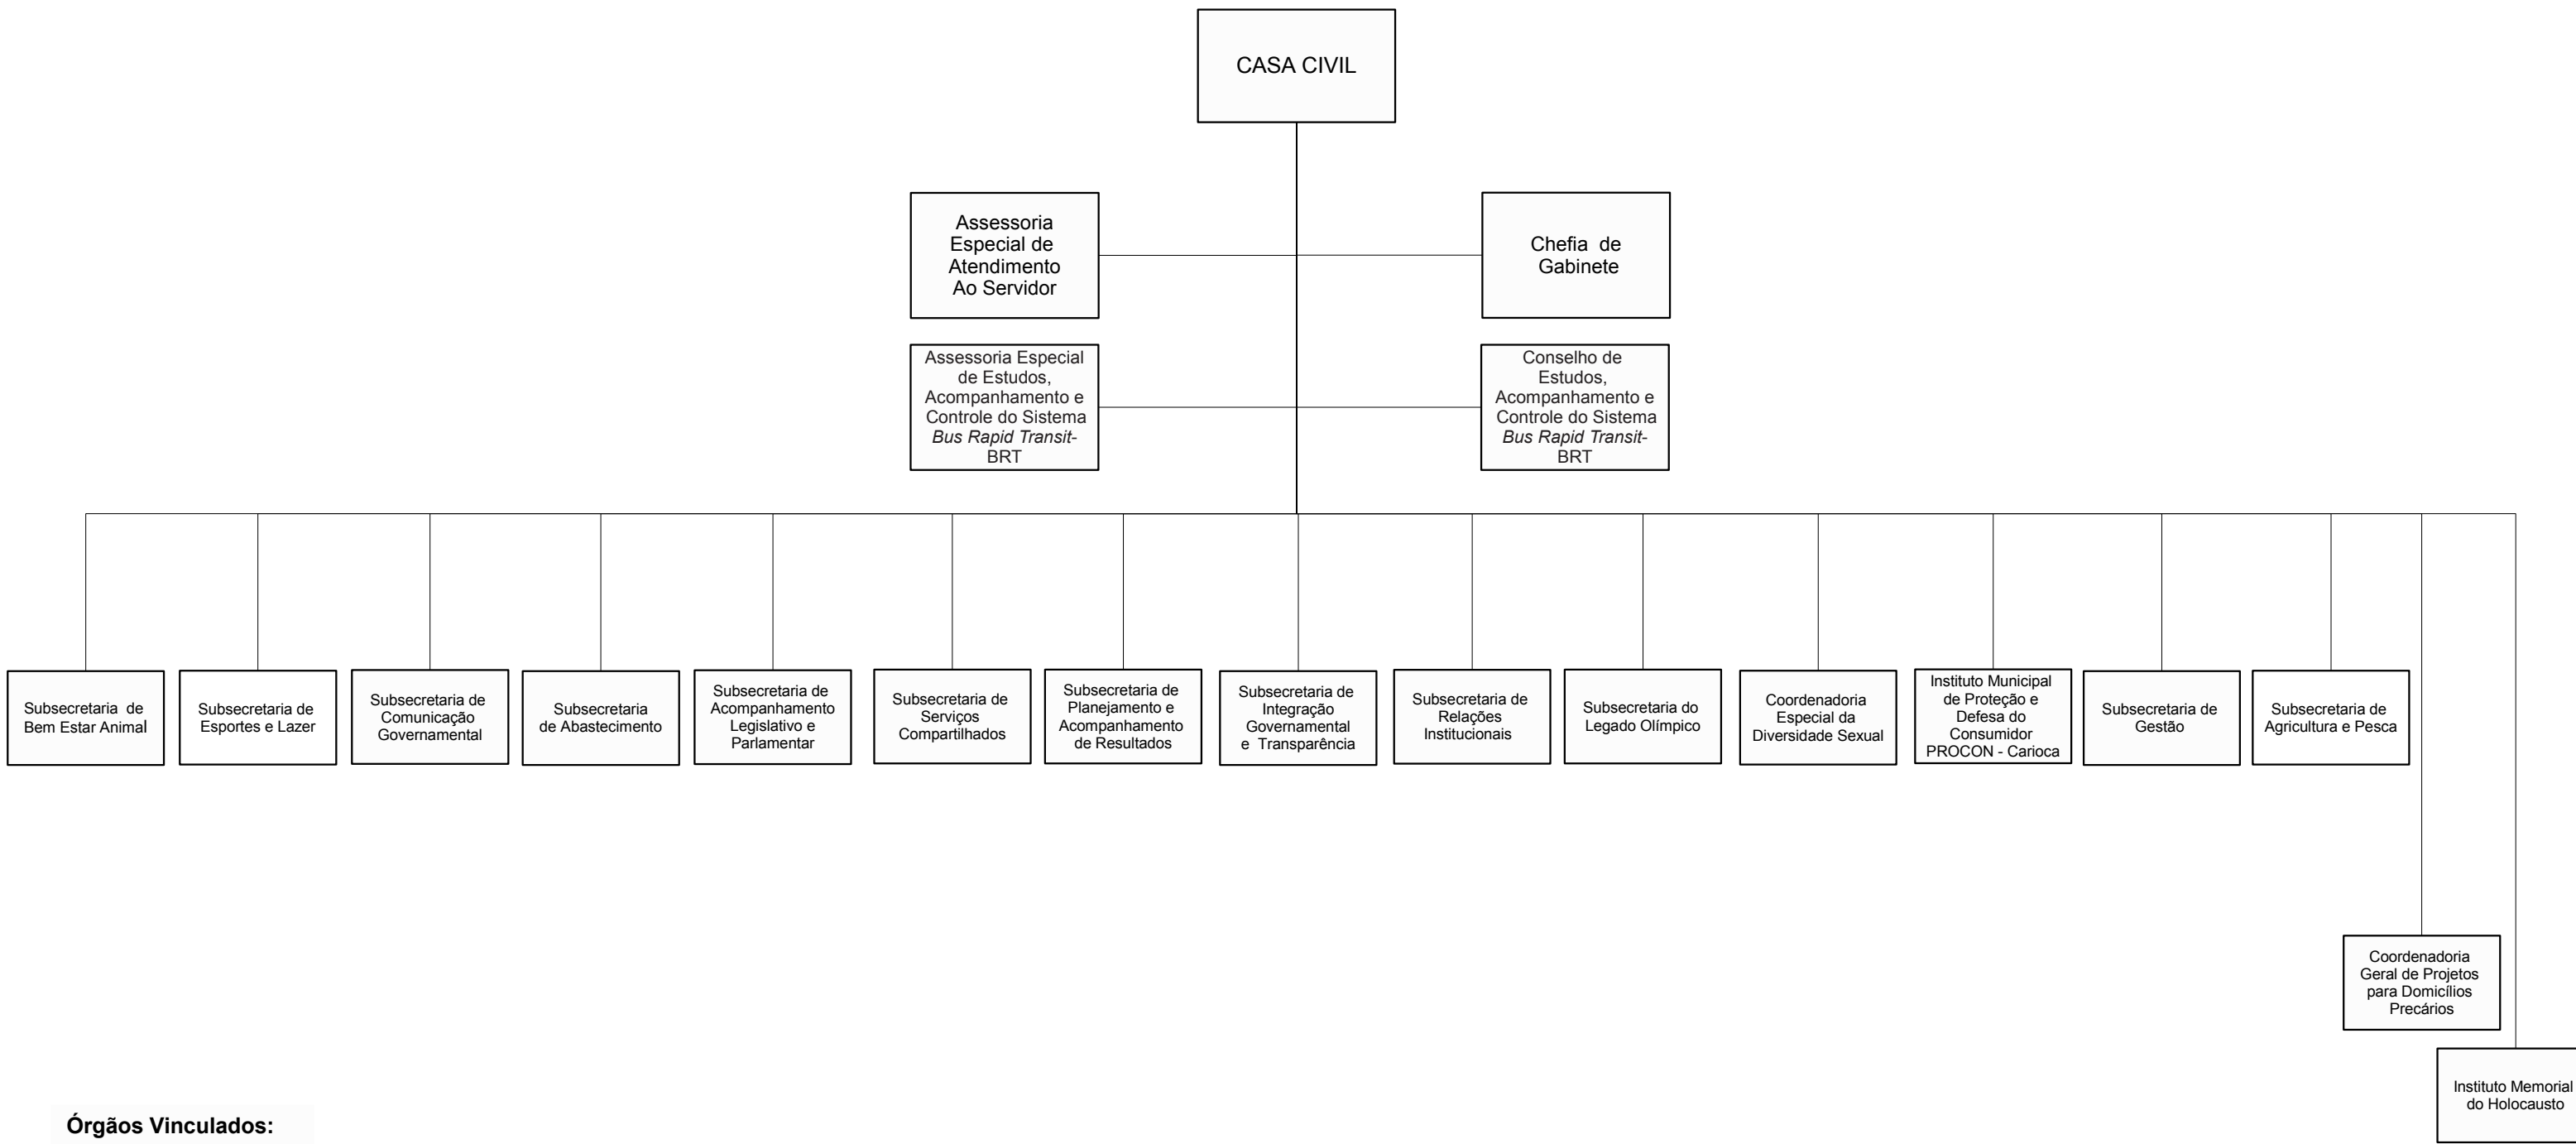 CASA CIVIL
Assessoria
Especial de
Atendimento
Ao Servidor
Chefia de
Gabinete
Assessoria Especial
de Estudos,
Acompanhamento e
Controle do Sistema
Bus Rapid Transit-
BRT
Conselho de
Estudos,
Acompanhamento e
Controle do Sistema
Bus Rapid Transit-
BRT
Subsecretaria de
Bem Estar Animal
Subsecretaria de
Esportes e Lazer
Subsecretaria de
Comunicação
Governamental
Subsecretaria
de Abastecimento
Subsecretaria de
Acompanhamento
Legislativo e
Parlamentar
Subsecretaria de
Serviços
Compartilhados
Subsecretaria de
Planejamento e
Acompanhamento
de Resultados
Subsecretaria de
Integração
Governamental
e Transparência
Subsecretaria de
Relações
Institucionais
Subsecretaria do
Legado Olímpico
Coordenadoria
Especial da
Diversidade Sexual
Instituto Municipal
de Proteção e
Defesa do
Consumidor
PROCON - Carioca
Subsecretaria de
Gestão
Subsecretaria de
Agricultura e Pesca
Coordenadoria
Geral de Projetos
para Domicílios
Precários
Instituto Memorial
do Holocausto
Órgãos Vinculados: